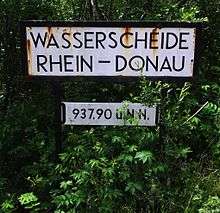 WASSERSCHEIDE
RHEIN – DONAU
937.90 ü.N.N.